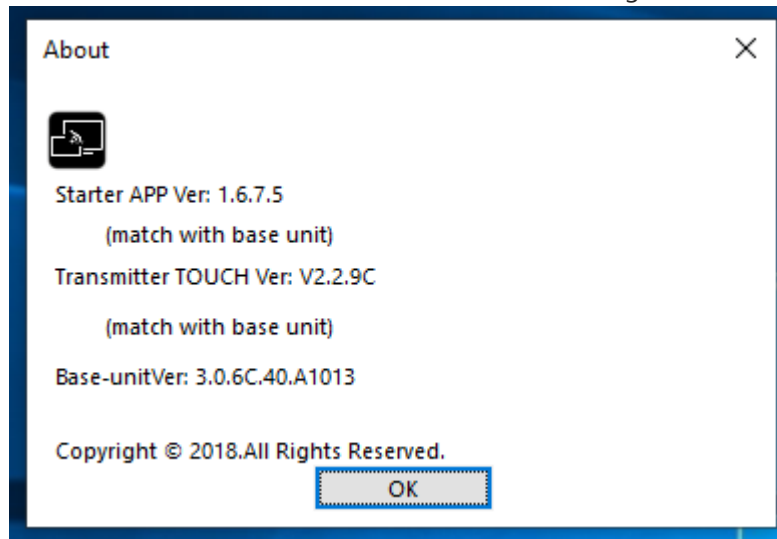 About
Starter APP Ver: 1.6.7.5
(match with base unit)
Transmitter TOUCH Ver: V2.2.9C
(match with base unit)
Base-unitVer: 3.0.6C.40.A1013
Copyright © 2018.All Rights Reserved.
OK